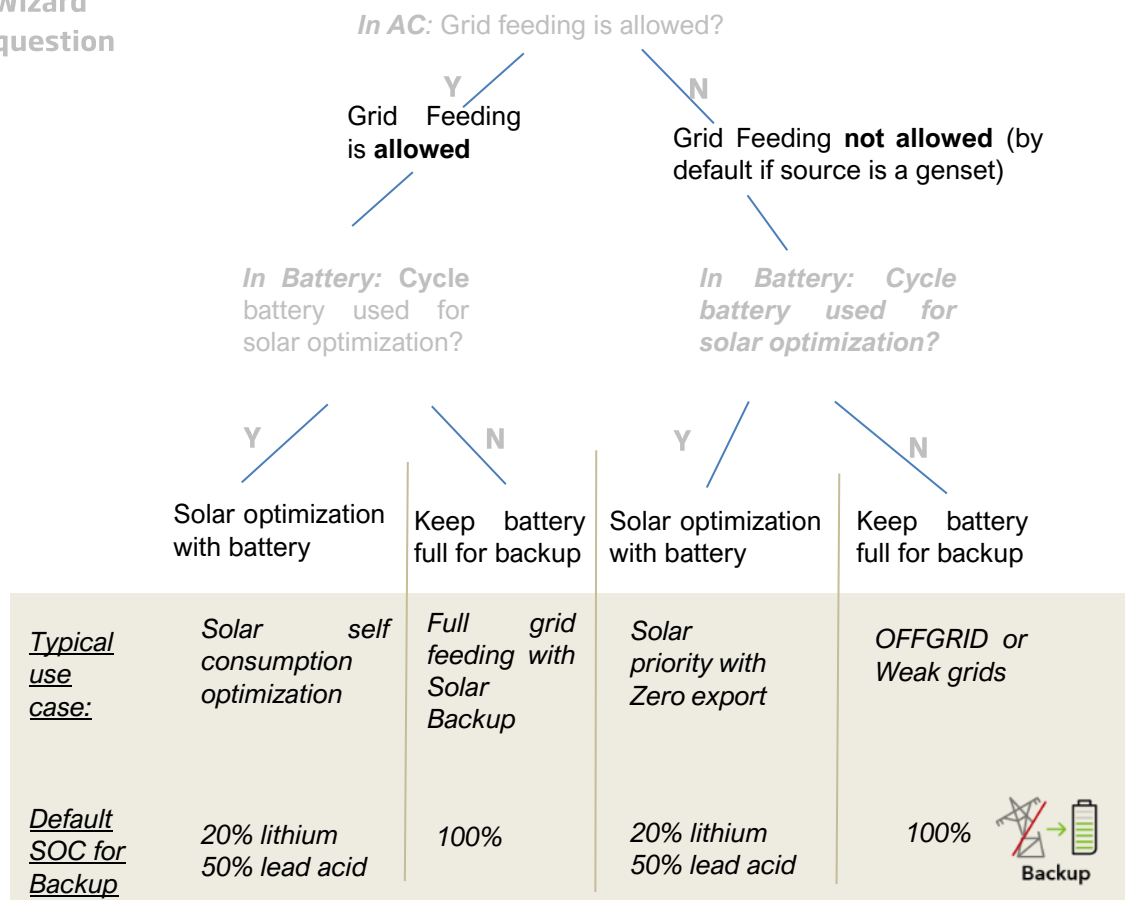 Wizard
question
In AC: Grid feeding is allowed?
Y
N
Grid Feeding
is allowed
Grid Feeding not allowed (by
default if source is a genset)
In Battery: Cycle
battery used for
solar optimization?
In Battery: Cycle
battery used for
solar optimization?
Y
N
Y
N
Solar optimization
with battery
Keep battery
full for backup
Solar optimization
with battery
Keep battery
full for backup
Typical
use
case:
Solar self
consumption
optimization
Full grid
feeding with
Solar
Backup
Solar
priority with
Zero export
OFFGRID or
Weak grids
Default
SOC for
Backup
20% lithium
50% lead acid
100%
20% lithium
50% lead acid
100%
Backup